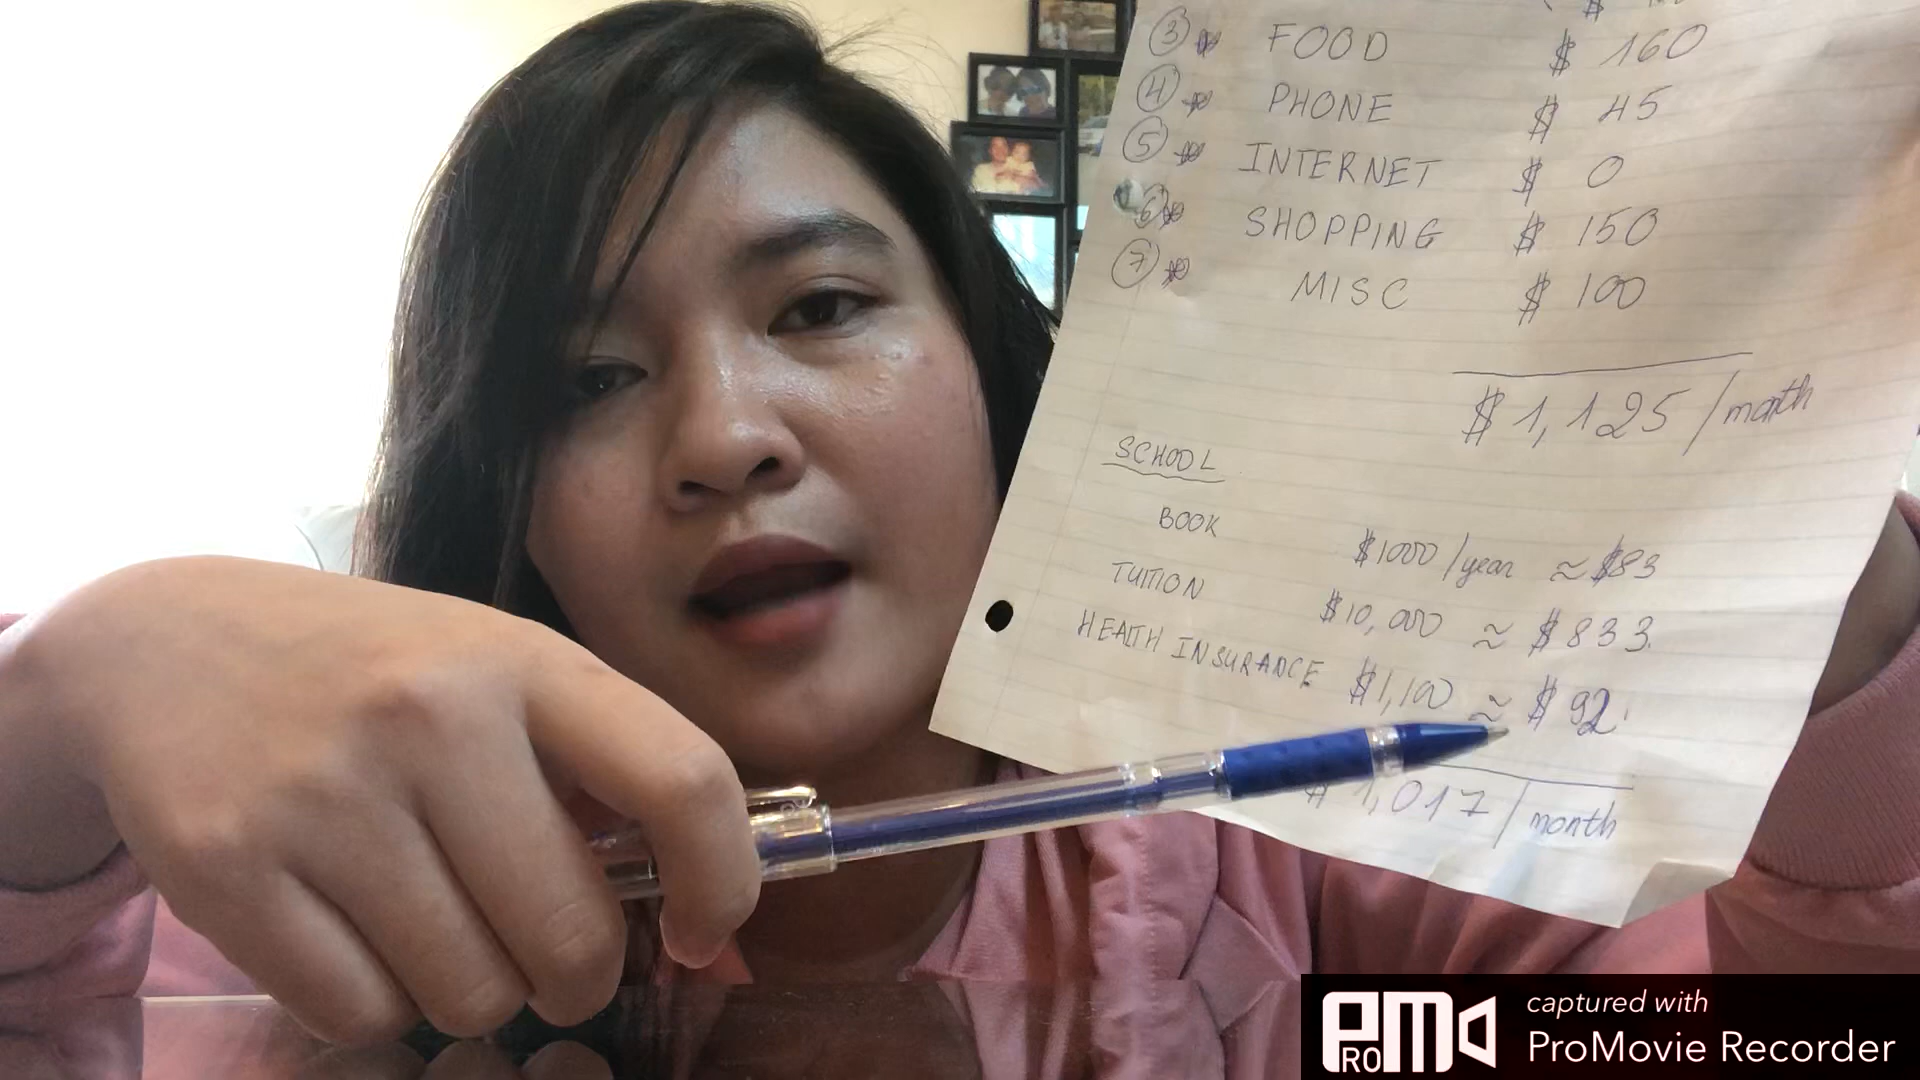 $
③ FOOD $ 160
④ PHONE $ 45
⑤ INTERNET $ 0
⑥ SHOPPING $ 150
⑦ MISC $ 100
$1,125/month
SCHOOL
BOOK $1000/year ≈ $83
TUITION $10,000 ≈ $833.
HEALTH INSURANCE $1,100 ≈ $92
$1,017/month
PROM
captured with
ProMovie Recorder